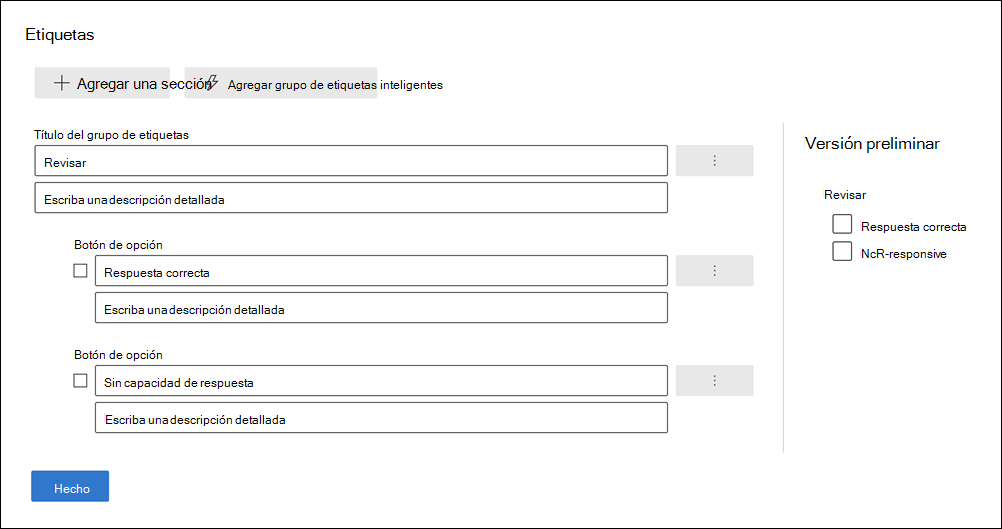 Etiquetas
Agregar una sección
Agregar grupo de etiquetas inteligentes
Título del grupo de etiquetas
Revisar
Escriba una descripción detallada
Botón de opción
Respuesta correcta
Escriba una descripción detallada
Botón de opción
Sin capacidad de respuesta
Escriba una descripción detallada
Hecho
Versión preliminar
Revisar
Respuesta correcta
NcR-responsive